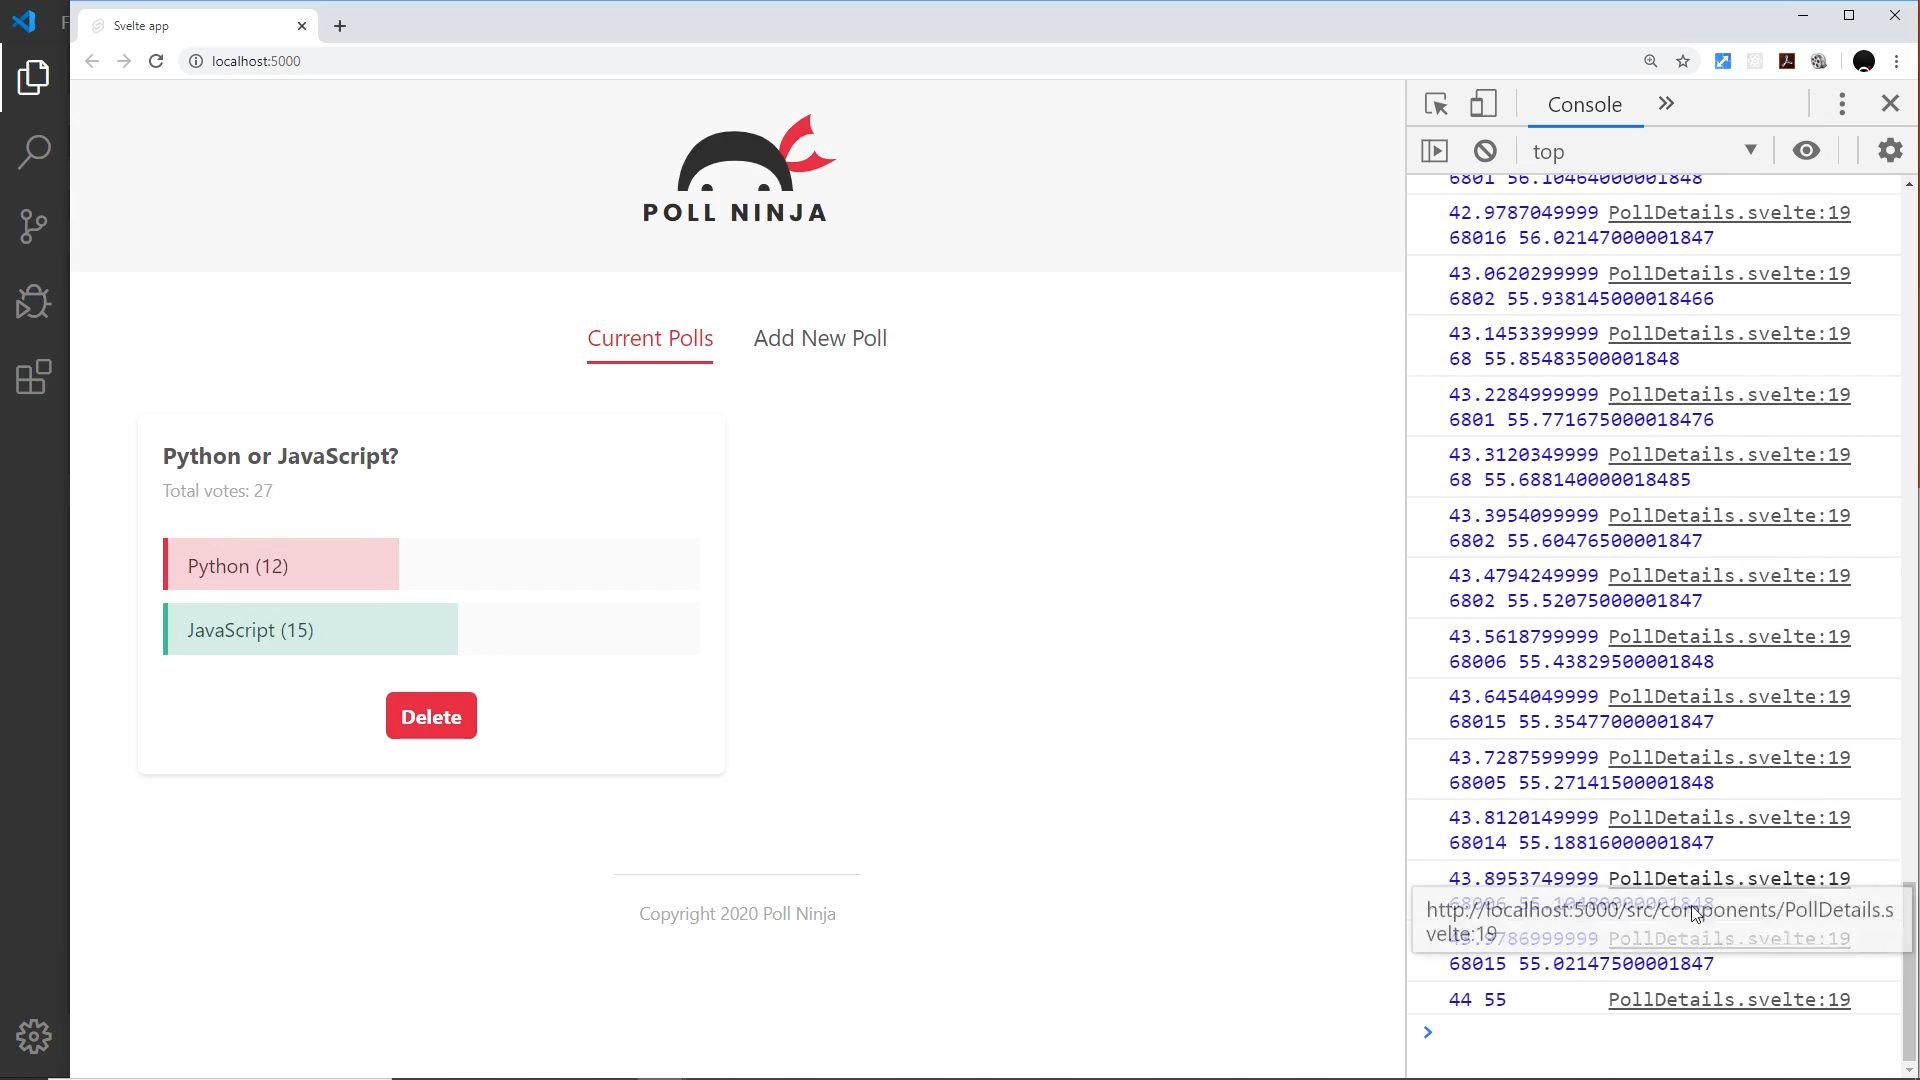 F
Svelte app
localhost:5000
POLL NINJA
Current Polls
Add New Poll
Python or JavaScript?
Total votes: 27
Python (12)
JavaScript (15)
Delete
Copyright 2020 Poll Ninja
Console
top
6801 56.10464000001848
42.9787049999 PollDetails.svelte:19
68016 56.02147000001847
43.0620299999 PollDetails.svelte:19
6802 55.938145000018466
43.1453399999 PollDetails.svelte:19
68 55.85483500001848
43.2284999999 PollDetails.svelte:19
6801 55.771675000018476
43.3120349999 PollDetails.svelte:19
68 55.688140000018485
43.3954099999 PollDetails.svelte:19
6802 55.60476500001847
43.4794249999 PollDetails.svelte:19
6802 55.52075000001847
43.5618799999 PollDetails.svelte:19
68006 55.43829500001848
43.6454049999 PollDetails.svelte:19
68015 55.35477000001847
43.7287599999 PollDetails.svelte:19
68005 55.27141500001848
43.8120149999 PollDetails.svelte:19
68014 55.18816000001847
43.8953749999 PollDetails.svelte:19
http://localhost:5000/src/components/PollDetails.s
velte:19
PollDetails.svelte:19
68015 55.02147500001847
44 55 PollDetails.svelte:19